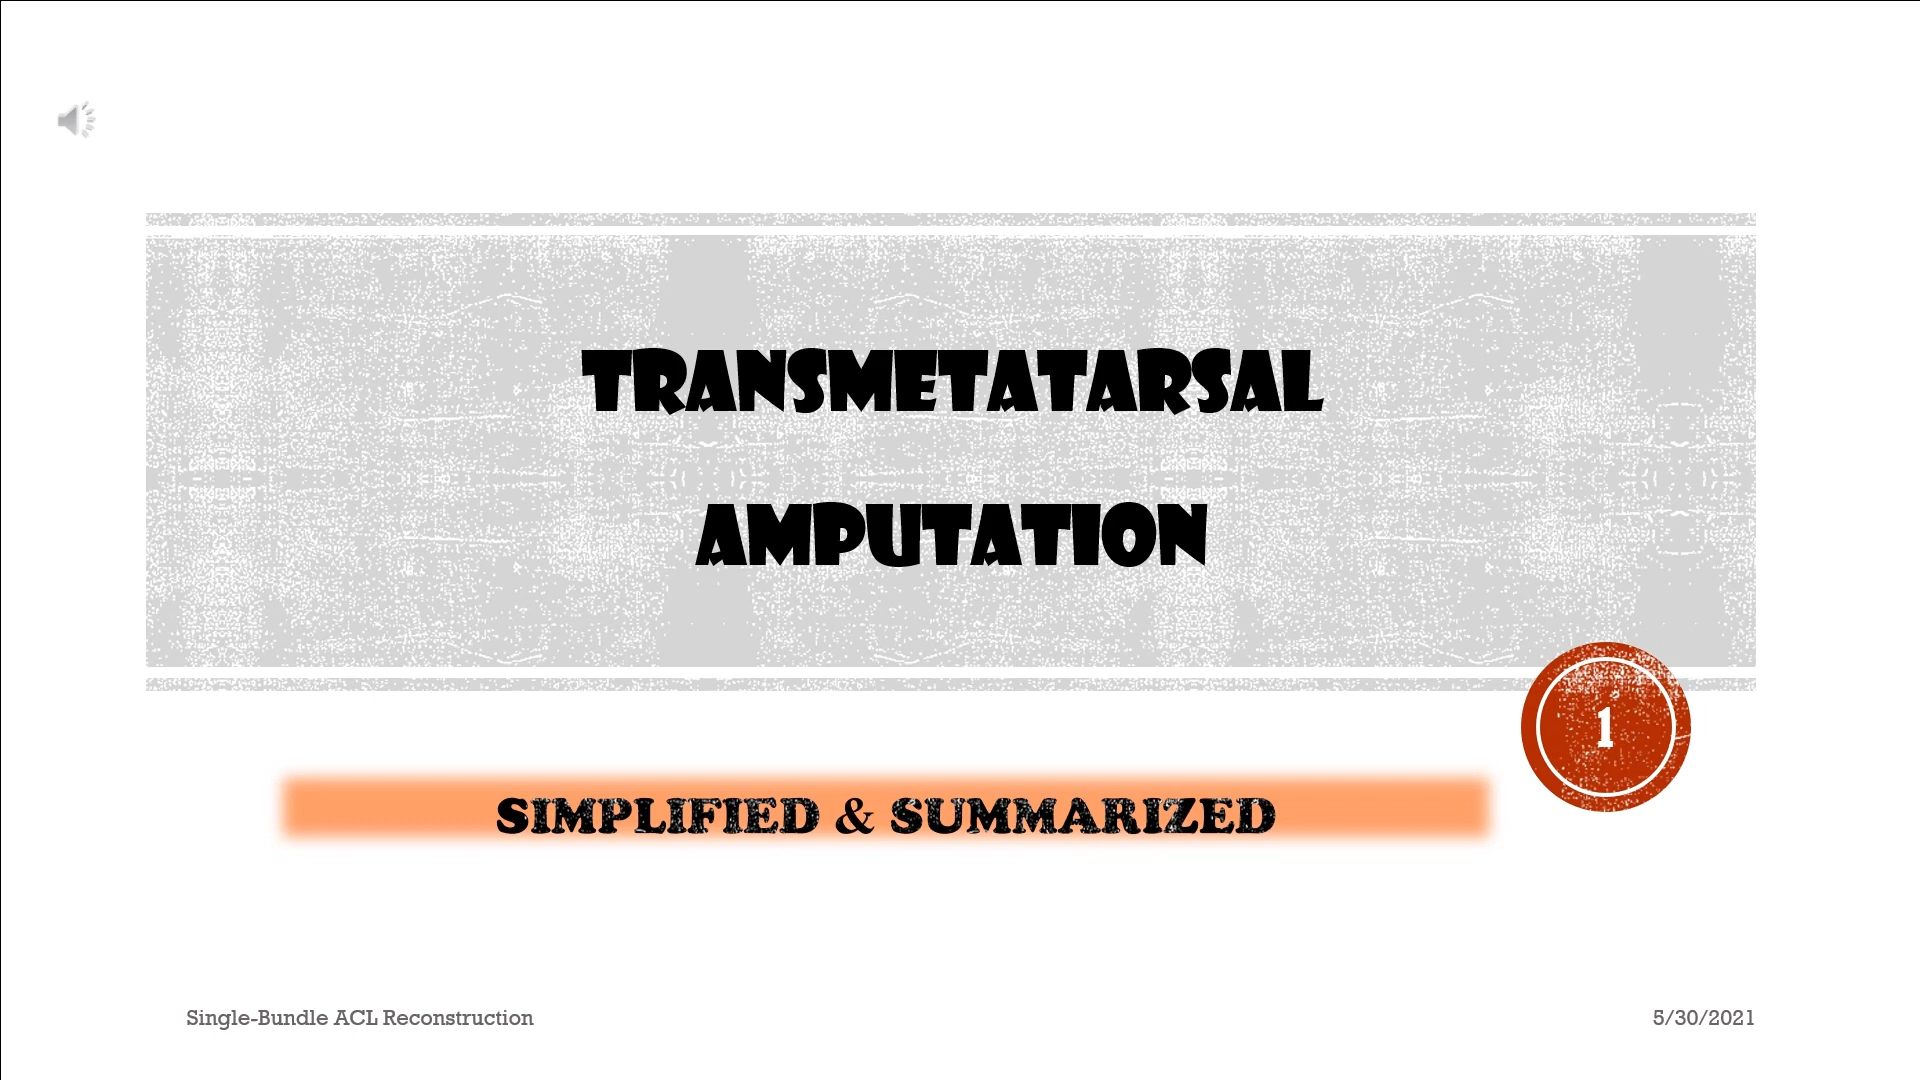 TRANSMETATARSAL
AMPUTATION
1
SIMPLIFIED & SUMMARIZED
Single-Bundle ACL Reconstruction
5/30/2021